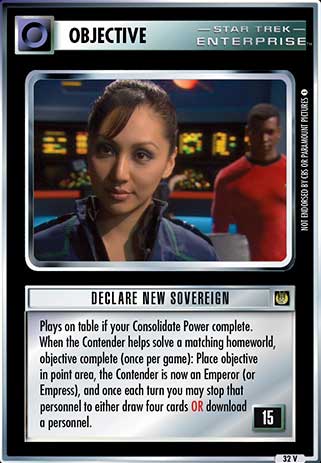 OBJECTIVE
STAR TREK
ENTERPRISE™
NOT ENDORSED BY CBS OR PARAMOUNT PICTURES
DECLARE NEW SOVEREIGN
Plays on table if your Consolidate Power complete.
When the Contender helps solve a matching homeworld,
objective complete (once per game): Place objective
in point area, the Contender is now an Emperor (or
Empress), and once each turn you may stop that
personnel to either draw four cards OR download
a personnel.
15
32 V